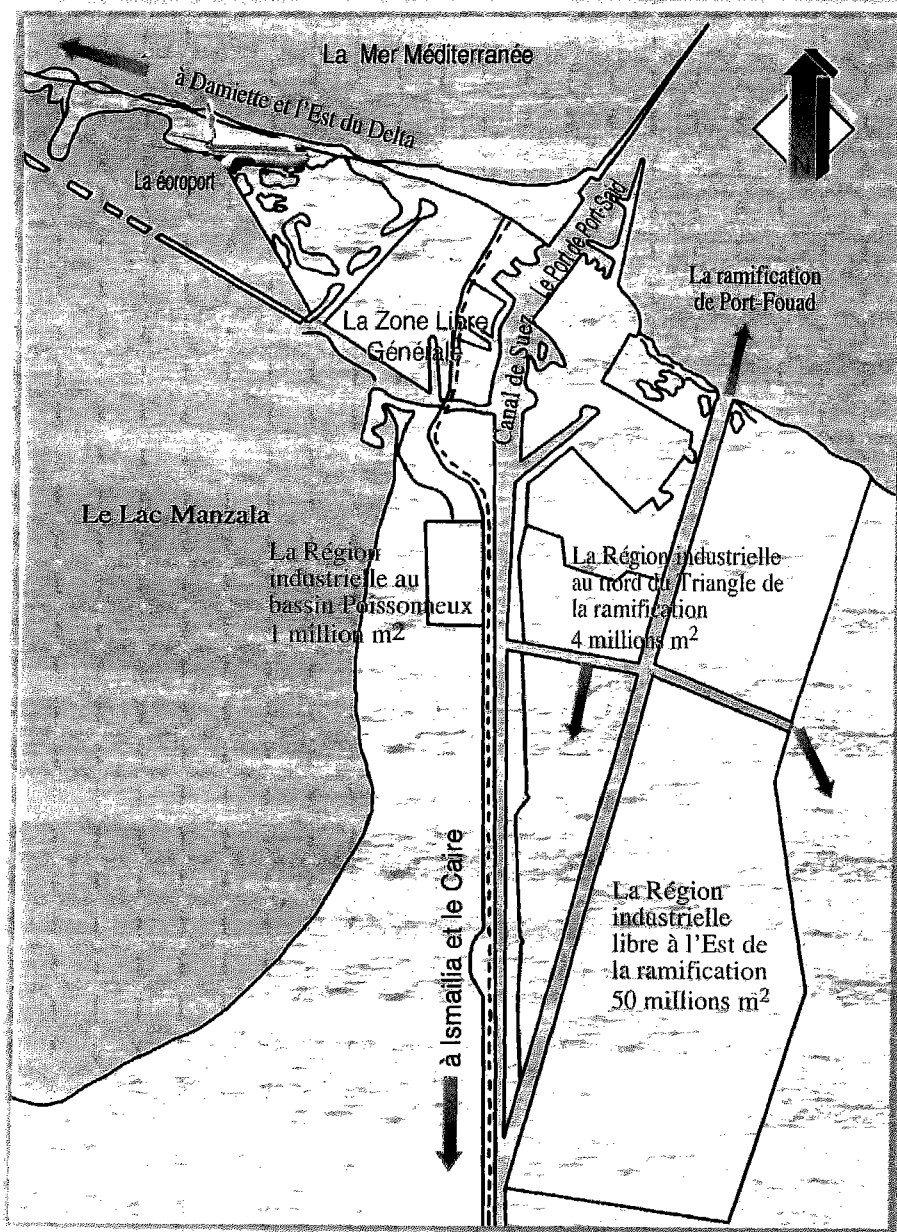 La Mer Méditerranée
à Damiette et l'Est du Delta
La éoroport
Le Port de Port-Said
La ramification
de Port-Fouad
La Zone Libre
Générale
Canal de Suez
Le Lac Manzala
La Région
industrielle au
bassin Poissonneux
1 million m²
La Région industrielle
au nord du Triangle de
la ramification
4 millions m²
à Ismailia et le Caire
La Région
industrielle
libre à l'Est de
la ramification
50 millions m²